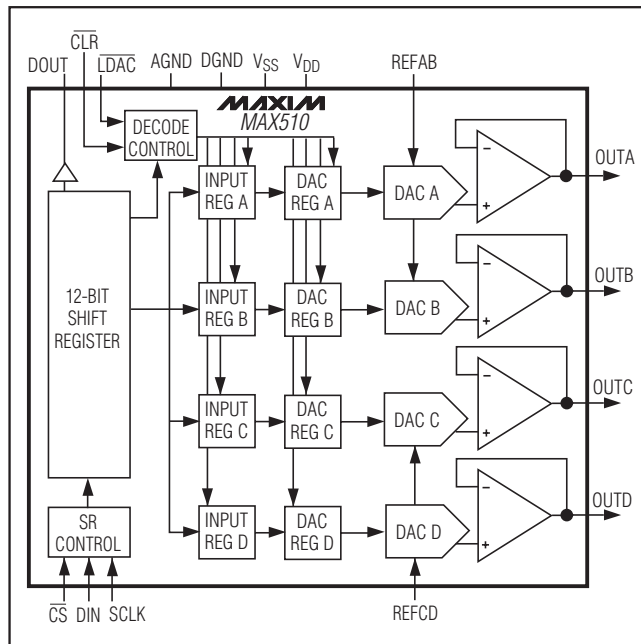 CLR
DOUT LDAC AGND DGND VSS VDD REFAB
MAXIM
MAX510
DECODE
CONTROL
INPUT
REG A
DAC
REG A
DAC A
OUTA
12-BIT
SHIFT
REGISTER
INPUT
REG B
DAC
REG B
DAC B
OUTB
INPUT
REG C
DAC
REG C
DAC C
OUTC
SR
CONTROL
INPUT
REG D
DAC
REG D
DAC D
OUTD
CS DIN SCLK REFCD
− + − + − + − +